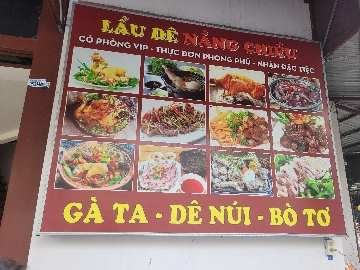 LẨU DÊ NẮNG CHIỀU
CÓ PHÒNG VIP - THỰC ĐƠN PHONG PHÚ - NHẬN ĐẶC TIỆC
GÀ TA - DÊ NÚI - BÒ TƠ